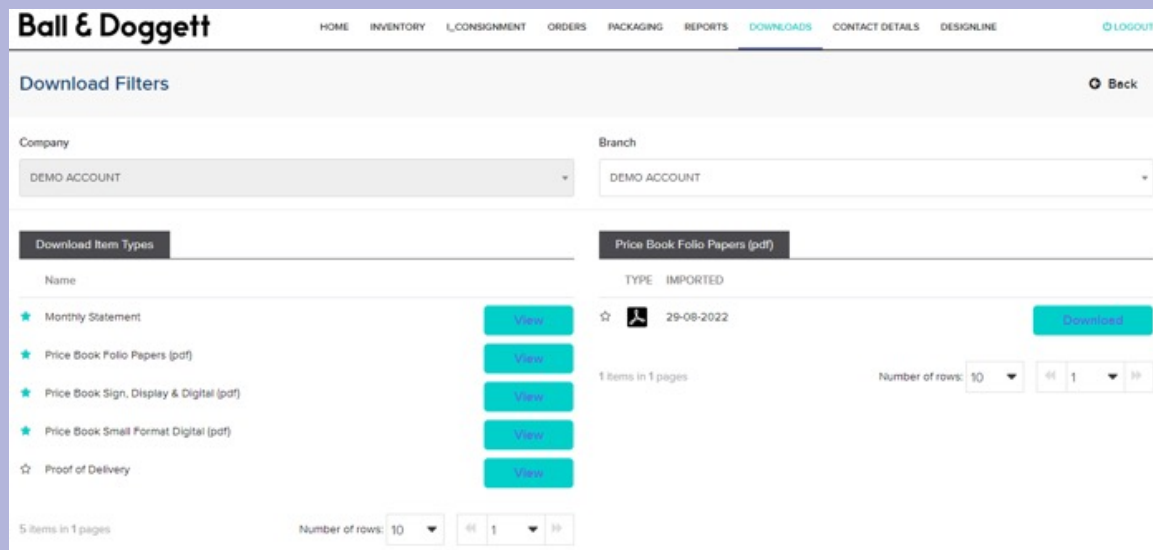 Ball & Doggett
HOME INVENTORY I_CONSIGNMENT ORDERS PACKAGING REPORTS DOWNLOADS CONTACT DETAILS DESIGNLINE LOGOUT
Download Filters
Back
Company
DEMO ACCOUNT
Branch
DEMO ACCOUNT
Download Item Types
Name
Monthly Statement View
Price Book Folio Papers (pdf) View
Price Book Sign, Display & Digital (pdf) View
Price Book Small Format Digital (pdf) View
Proof of Delivery View
5 items in 1 pages Number of rows: 10 1
Price Book Folio Papers (pdf)
TYPE IMPORTED
29-08-2022 Download
1 items in 1 pages Number of rows: 10 1